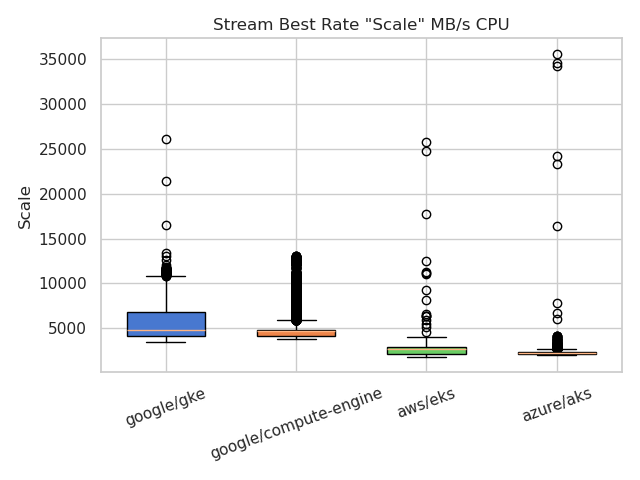 Stream Best Rate "Scale" MB/s CPU
35000
30000
25000
20000
15000
10000
5000
Scale
google/gke
google/compute-engine
aws/eks
azure/aks